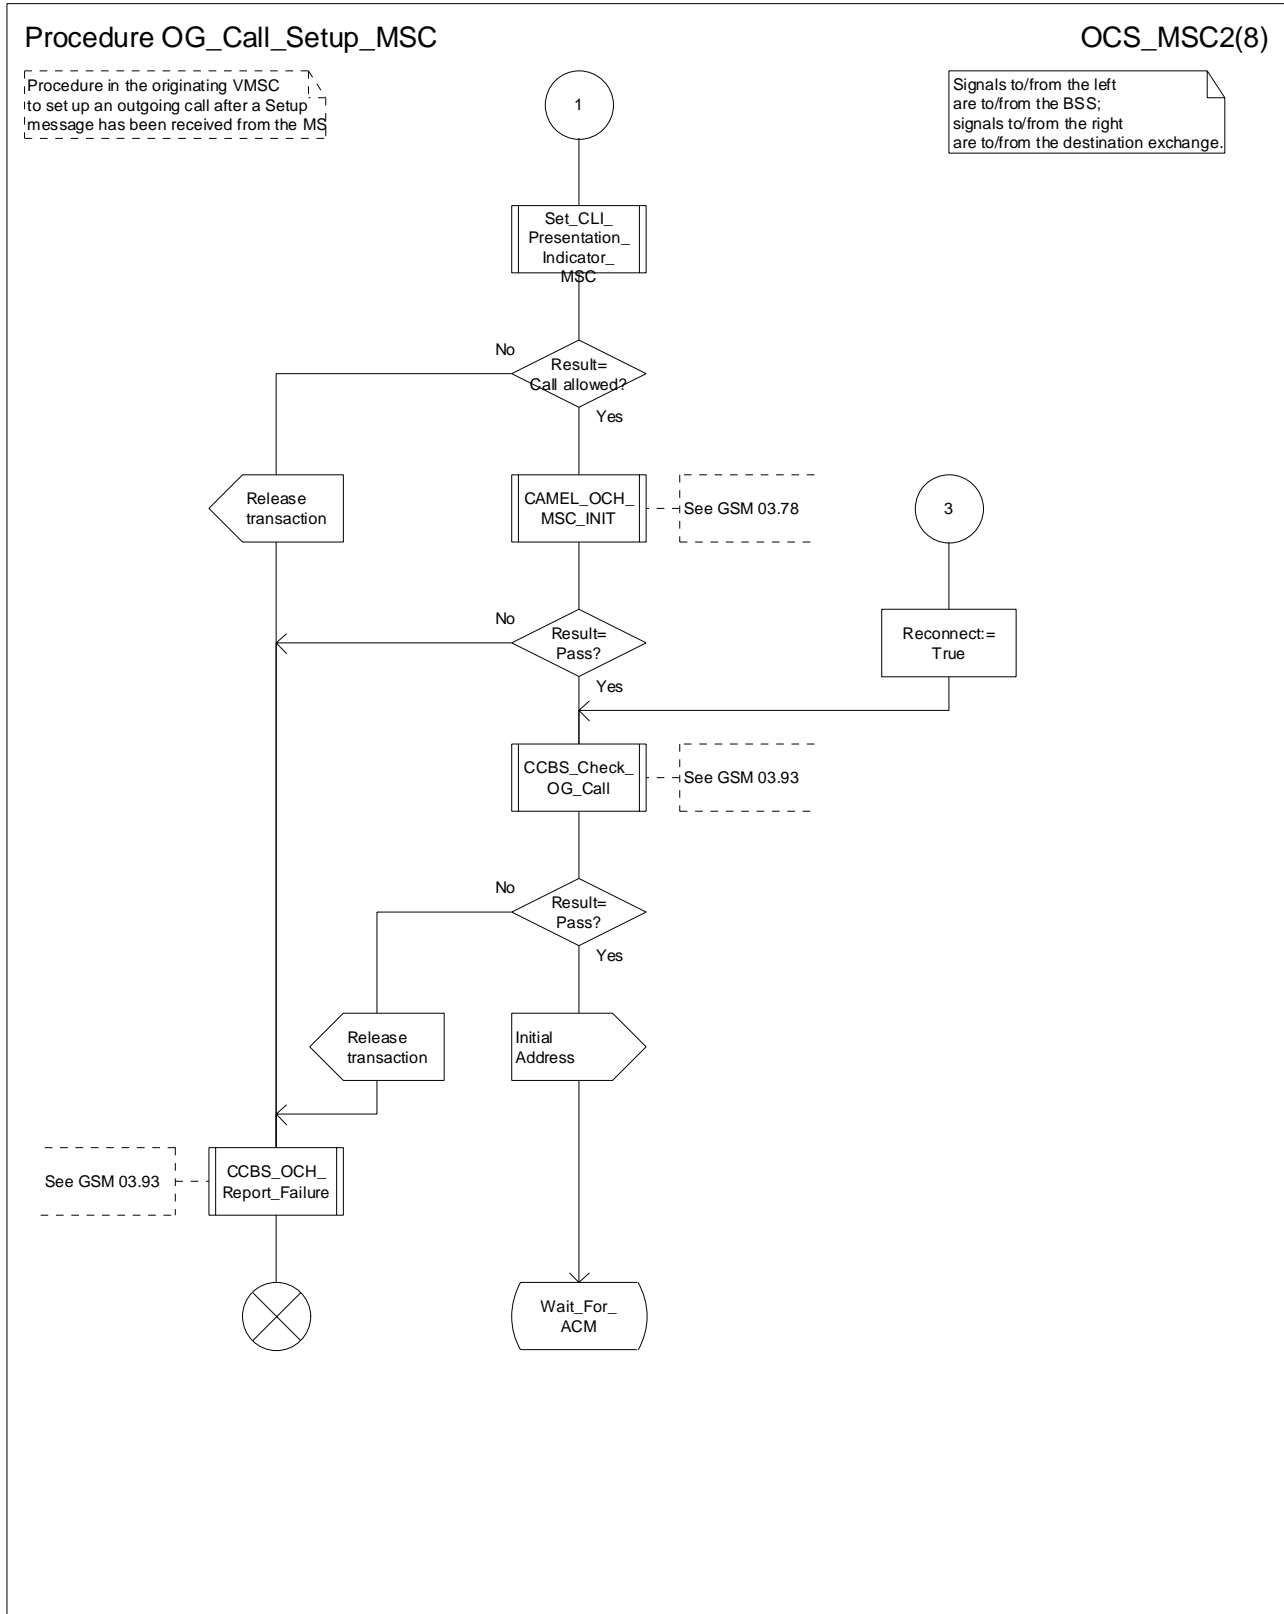 Procedure OG_Call_Setup_MSC
OCS_MSC2(8)
Procedure in the originating VMSC
to set up an outgoing call after a Setup
message has been received from the MS
1
Signals to/from the left
are to/from the BSS;
signals to/from the right
are to/from the destination exchange.
Set_CLI_
Presentation_
Indicator_
MSC
No
Result=
Call allowed?
Yes
Release
transaction
CAMEL_OCH_
MSC_INIT
See GSM 03.78
3
No
Result=
Pass?
Yes
Reconnect:=
True
CCBS_Check_
OG_Call
See GSM 03.93
No
Result=
Pass?
Yes
Release
transaction
Initial
Address
See GSM 03.93
CCBS_OCH_
Report_Failure
Wait_For_
ACM